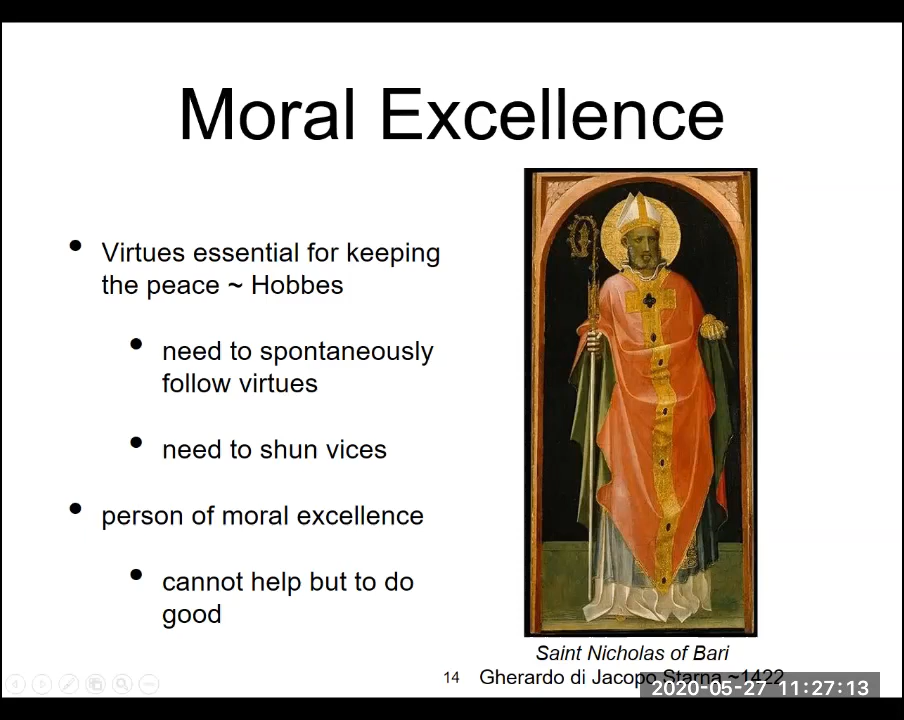 Moral Excellence
• Virtues essential for keeping
the peace ~ Hobbes
• need to spontaneously
follow virtues
• need to shun vices
• person of moral excellence
• cannot help but to do
good
Saint Nicholas of Bari
14
Gherardo di Jacopo Starna ~1422
2020-05-27 11:27:13